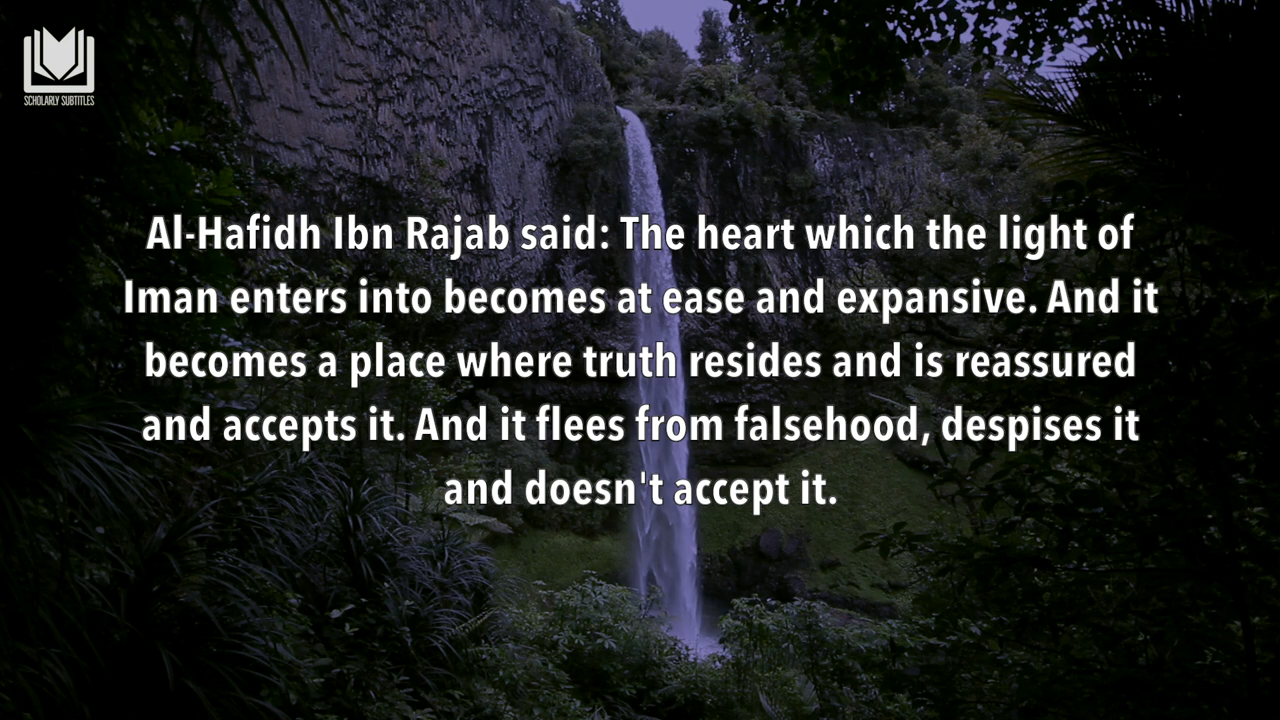 SCHOLARLY SUBTITLES
Al-Hafidh Ibn Rajab said: The heart which the light of
Iman enters into becomes at ease and expansive. And it
becomes a place where truth resides and is reassured
and accepts it. And it flees from falsehood, despises it
and doesn't accept it.